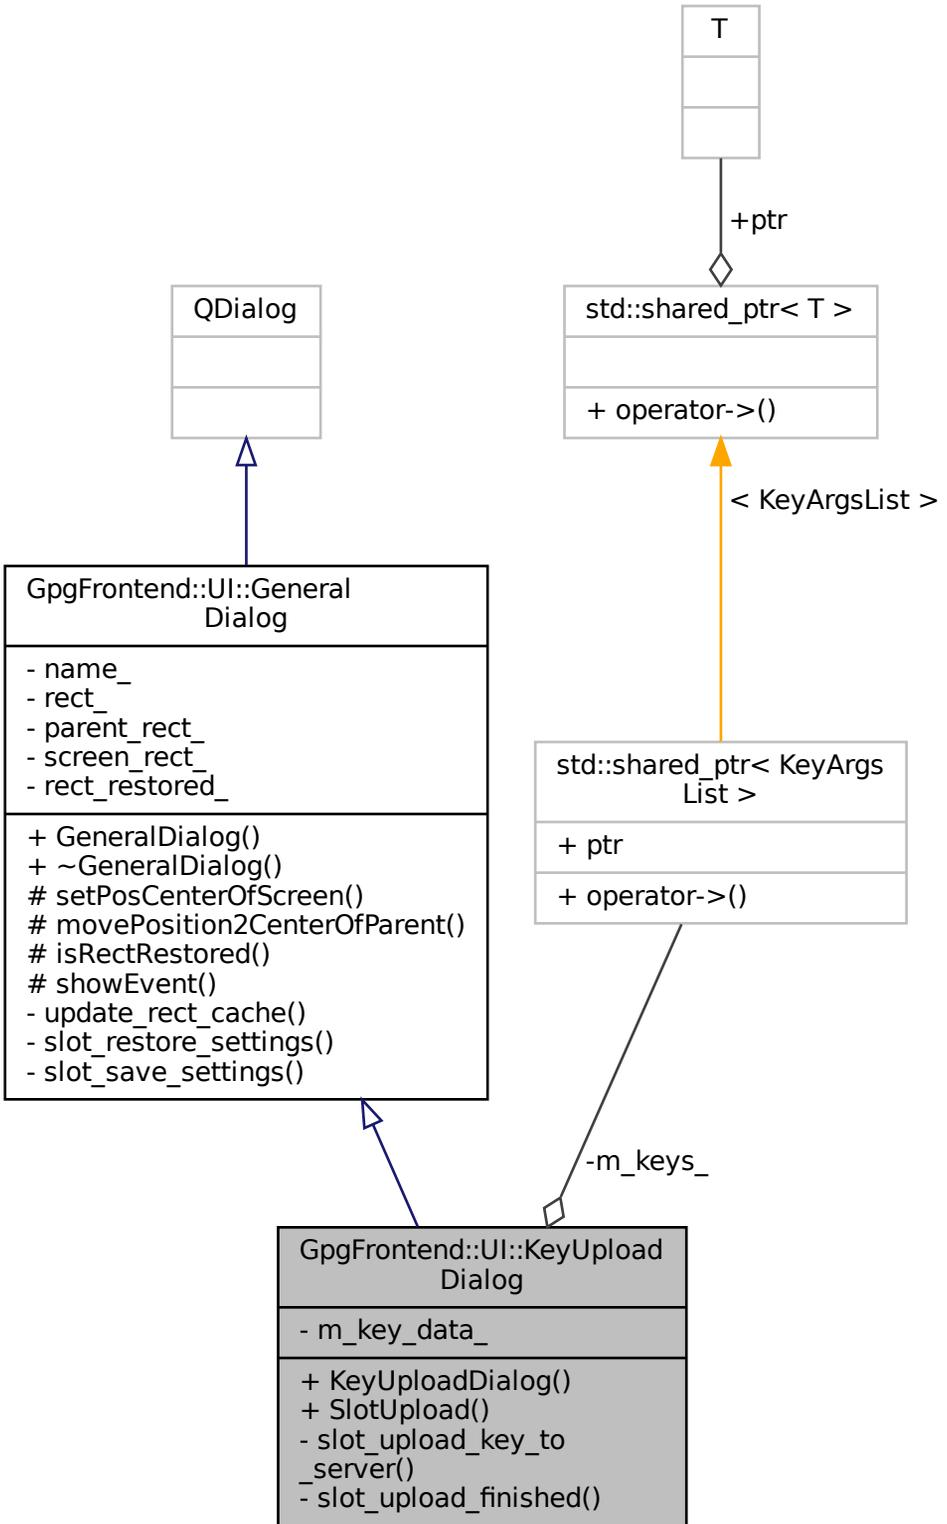 T
+ptr
QDialog
std::shared_ptr< T >
+ operator->()
< KeyArgsList >
GpgFrontend::UI::General
Dialog
- name_
- rect_
- parent_rect_
- screen_rect_
- rect_restored_
+ GeneralDialog()
+ ~GeneralDialog()
# setPosCenterOfScreen()
# movePosition2CenterOfParent()
# isRectRestored()
# showEvent()
- update_rect_cache()
- slot_restore_settings()
- slot_save_settings()
std::shared_ptr< KeyArgs
List >
+ ptr
+ operator->()
-m_keys_
GpgFrontend::UI::KeyUpload
Dialog
- m_key_data_
+ KeyUploadDialog()
+ SlotUpload()
- slot_upload_key_to
_server()
- slot_upload_finished()